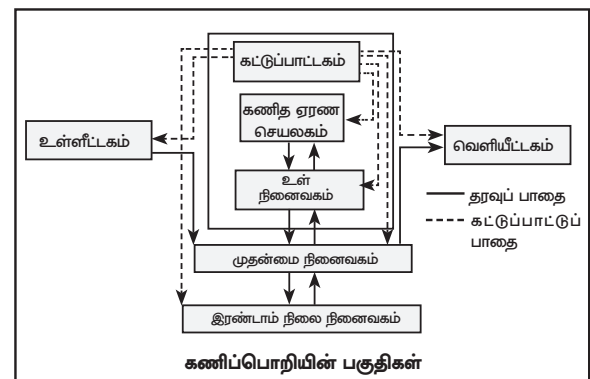 கட்டுப்பாட்டகம்
கணித ஏரண
செயலகம்
உள்ளீட்டகம்
வெளியீட்டகம்
உள்
நினைவகம்
தரவுப் பாதை
கட்டுப்பாட்டுப்
பாதை
முதன்மை நினைவகம்
இரண்டாம் நிலை நினைவகம்
கணிப்பொறியின் பகுதிகள்